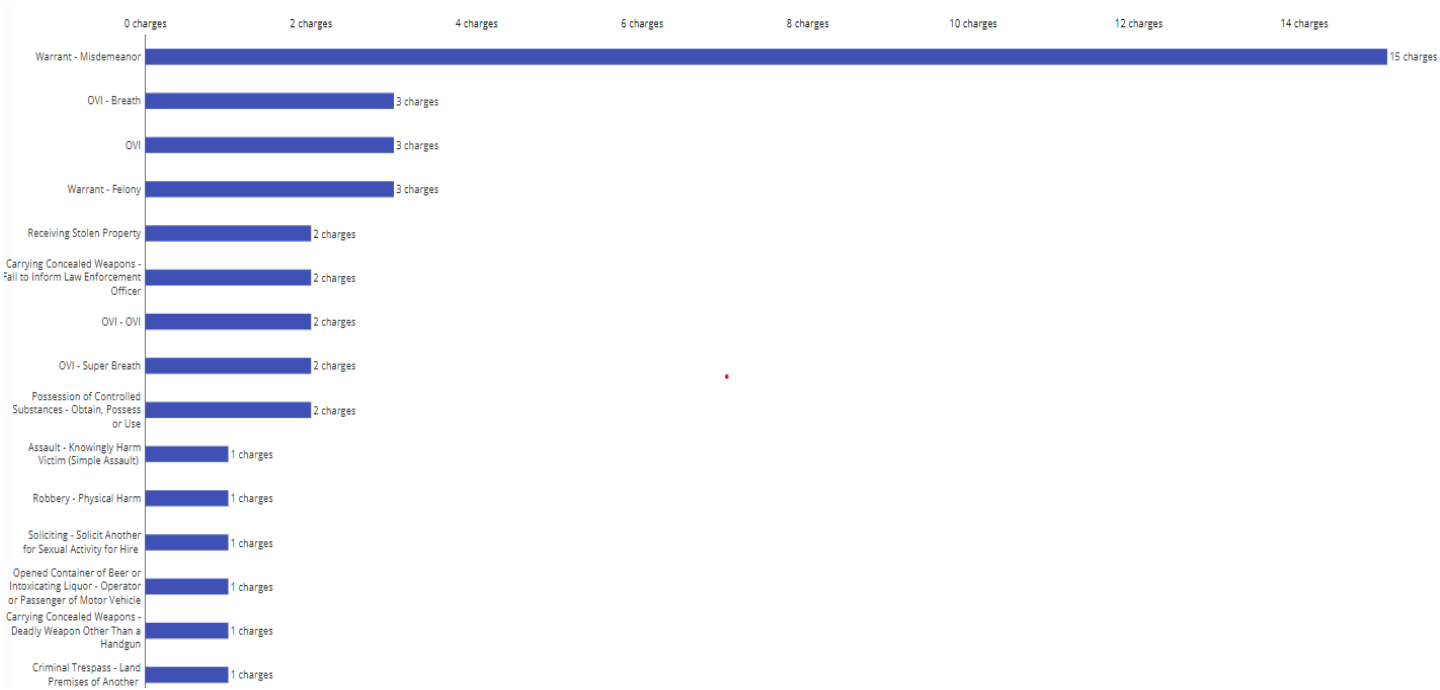 0 charges 2 charges 4 charges 6 charges 8 charges 10 charges 12 charges 14 charges
Warrant - Misdemeanor 15 charges
OVI - Breath 3 charges
OVI 3 charges
Warrant - Felony 3 charges
Receiving Stolen Property 2 charges
Carrying Concealed Weapons -
Fail to Inform Law Enforcement 2 charges
Officer
OVI - OVI 2 charges
OVI - Super Breath 2 charges
Possession of Controlled
Substances - Obtain, Possess 2 charges
or Use
Assault - Knowingly Harm
Victim (Simple Assault) 1 charges
Robbery - Physical Harm 1 charges
Soliciting - Solicit Another
for Sexual Activity for Hire 1 charges
Opened Container of Beer or
Intoxicating Liquor - Operator 1 charges
or Passenger of Motor Vehicle
Carrying Concealed Weapons -
Deadly Weapon Other Than a 1 charges
Handgun
Criminal Trespass - Land
Premises of Another 1 charges